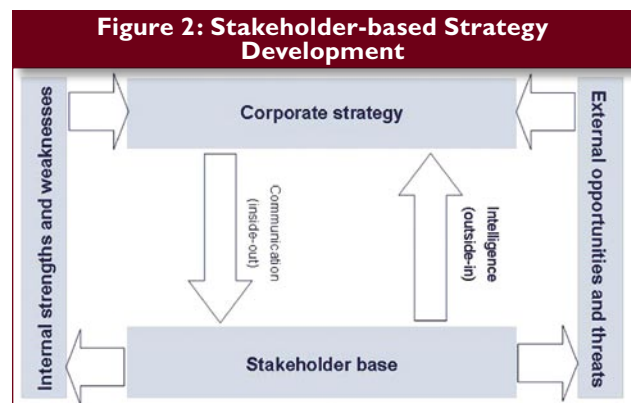 Figure 2: Stakeholder-based Strategy
Development
Internal strengths and weaknesses
Corporate strategy
External opportunities and threats
Communication
(inside-out)
Intelligence
(outside-in)
Stakeholder base